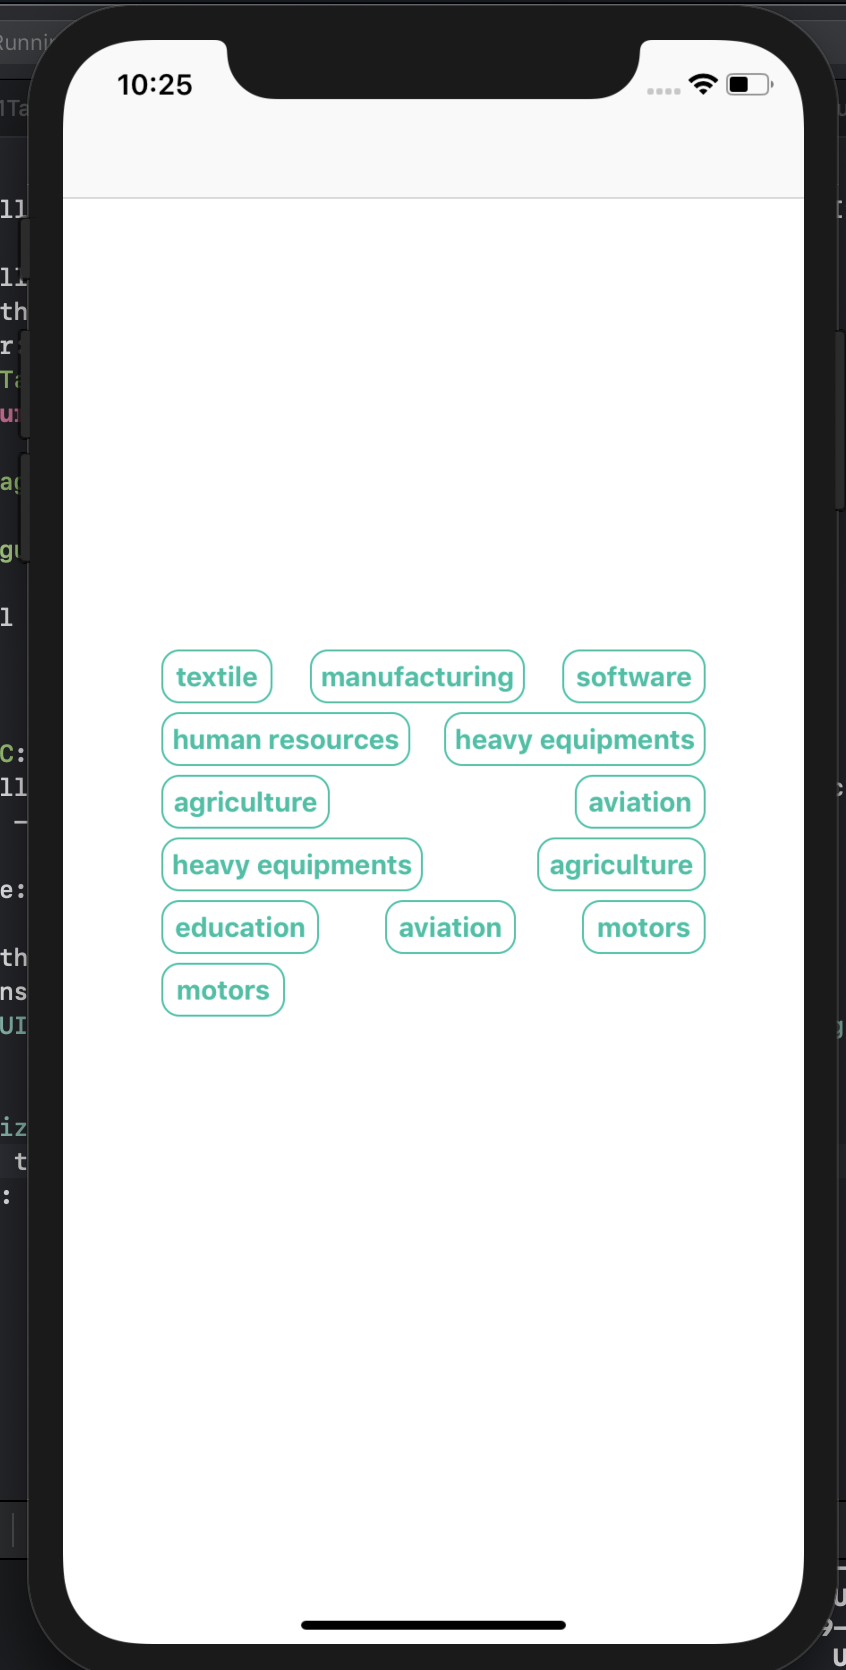 10:25
textile manufacturing software
human resources heavy equipments
agriculture aviation
heavy equipments agriculture
education aviation motors
motors